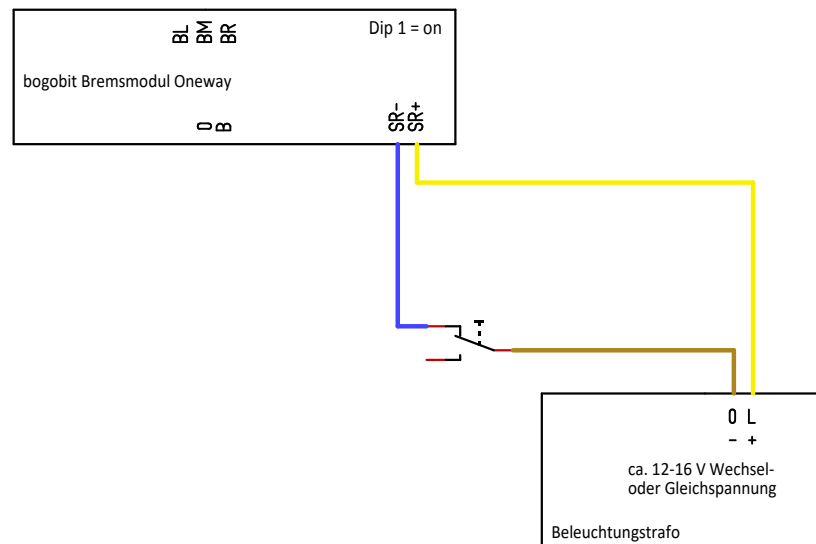 BL BM BR
Dip 1 = on
bogobit Bremsmodul Oneway
0 B
SR- SR+
0 L
- +
ca. 12-16 V Wechsel-
oder Gleichspannung
Beleuchtungstrafo